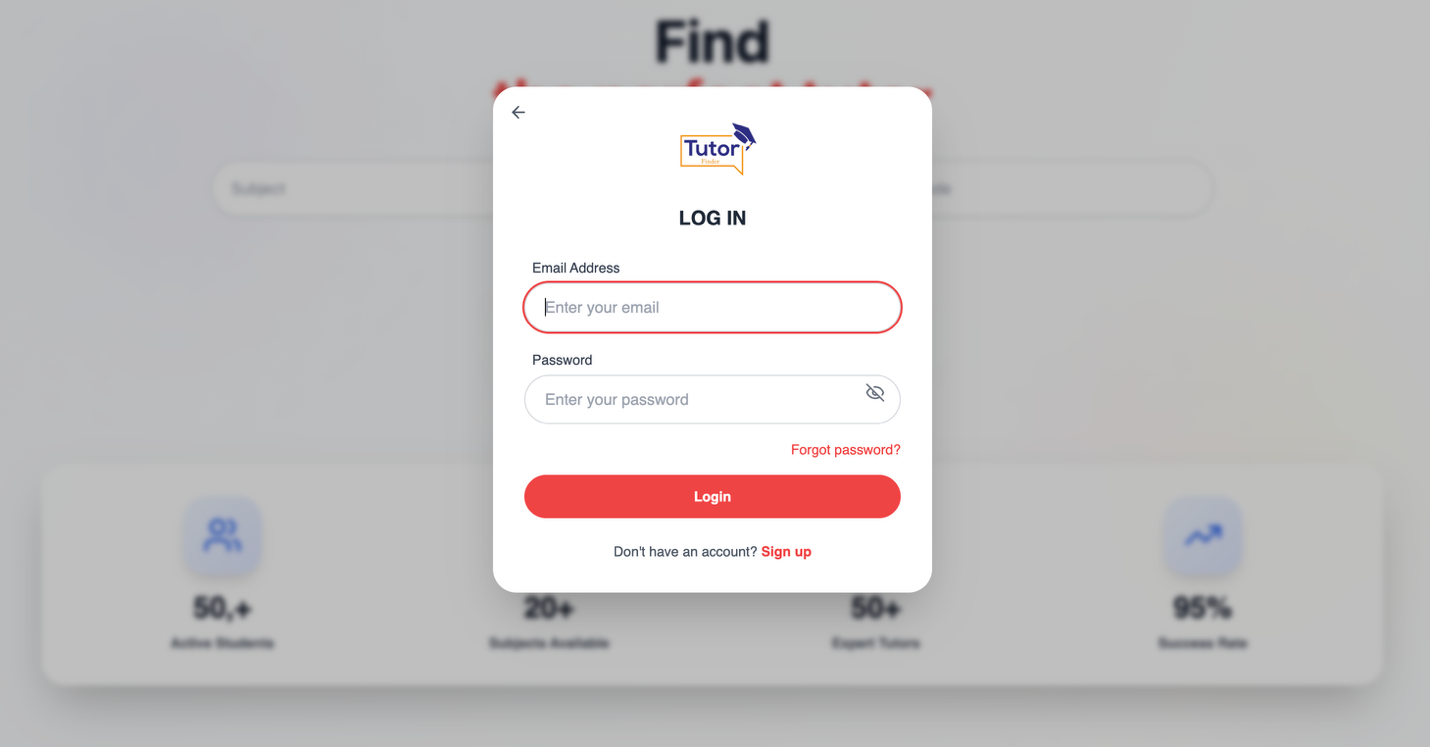 Find
Subject
Tutor
Finder
LOG IN
Email Address
Enter your email
Password
Enter your password
Forgot password?
Login
Don't have an account? Sign up
50,+
20+
50+
95%
Active Students
Subjects Available
Expert Tutors
Success Rate